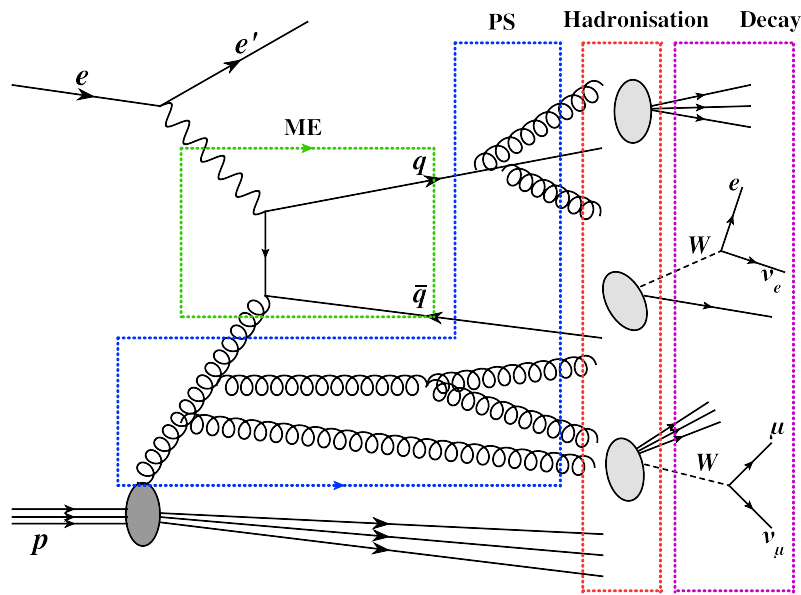 PS Hadronisation Decay
e'
e
ME
q
e
W
ν_e
q̄
μ
W
ν_μ
p